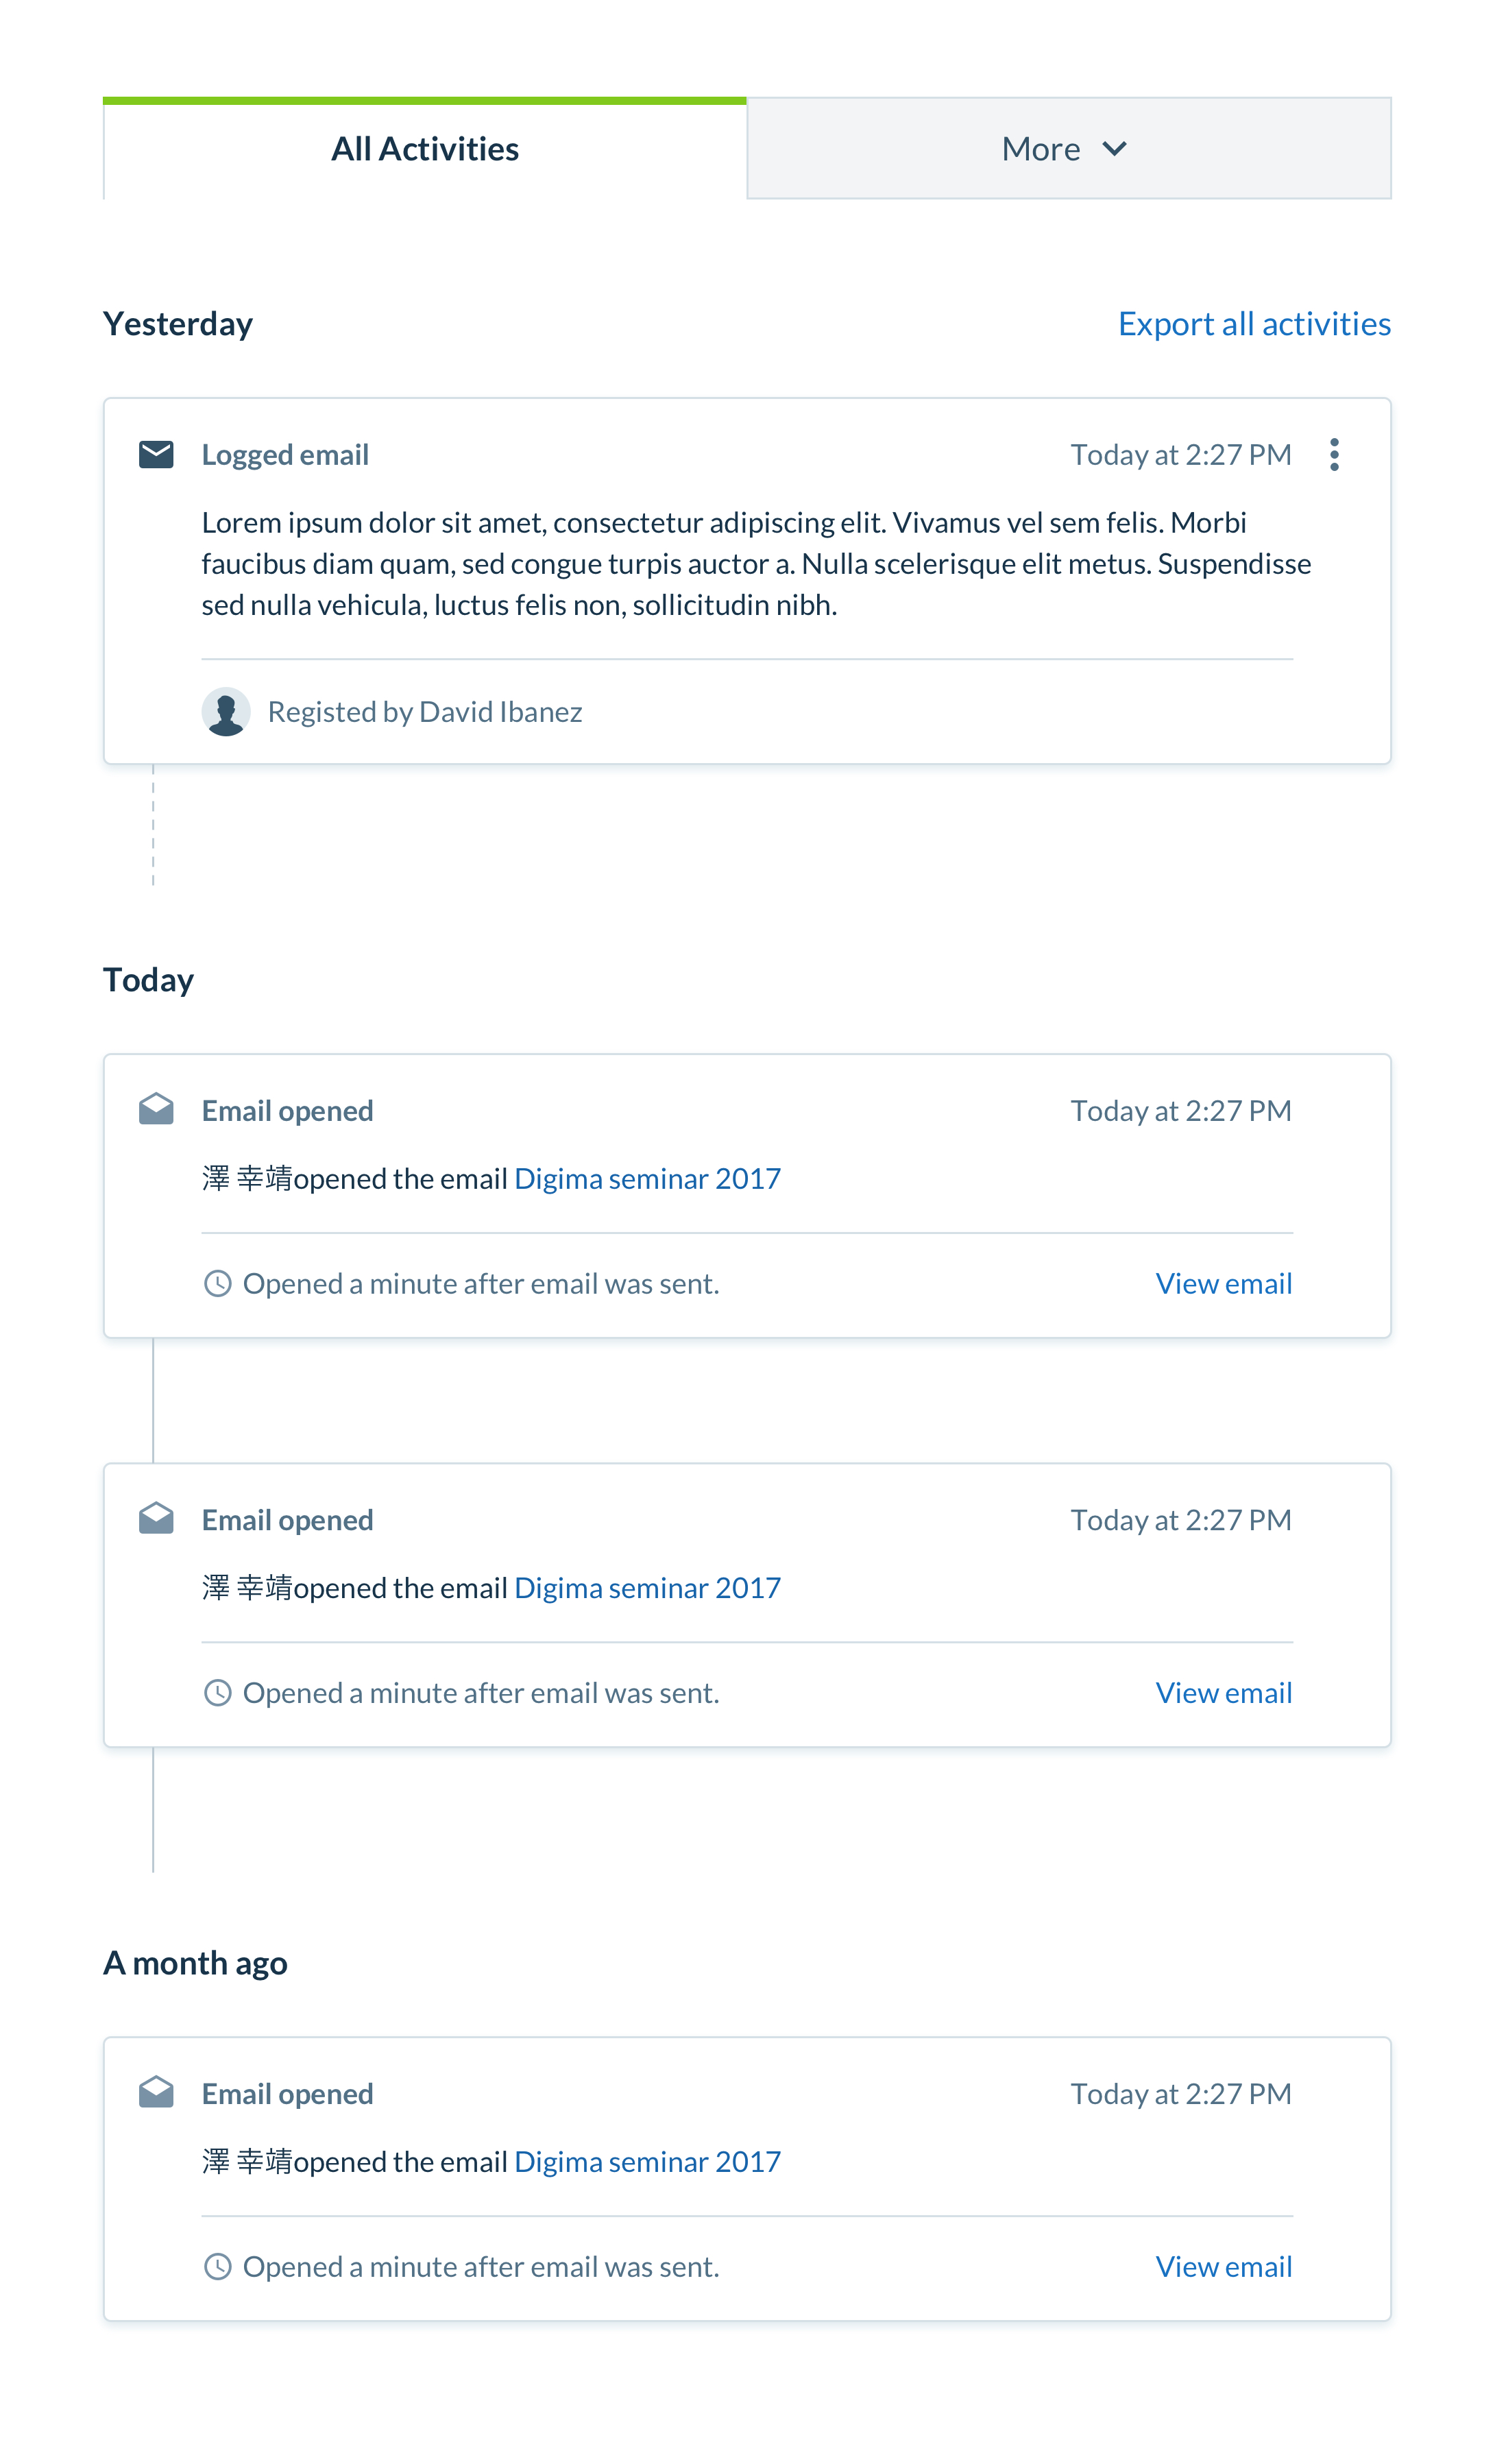 All Activities
More
Yesterday
Export all activities
Logged email
Today at 2:27 PM
Lorem ipsum dolor sit amet, consectetur adipiscing elit. Vivamus vel sem felis. Morbi
faucibus diam quam, sed congue turpis auctor a. Nulla scelerisque elit metus. Suspendisse
sed nulla vehicula, luctus felis non, sollicitudin nibh.
Registed by David Ibanez
Today
Email opened
Today at 2:27 PM
澤 幸靖opened the email Digima seminar 2017
Opened a minute after email was sent.
View email
Email opened
Today at 2:27 PM
澤 幸靖opened the email Digima seminar 2017
Opened a minute after email was sent.
View email
A month ago
Email opened
Today at 2:27 PM
澤 幸靖opened the email Digima seminar 2017
Opened a minute after email was sent.
View email